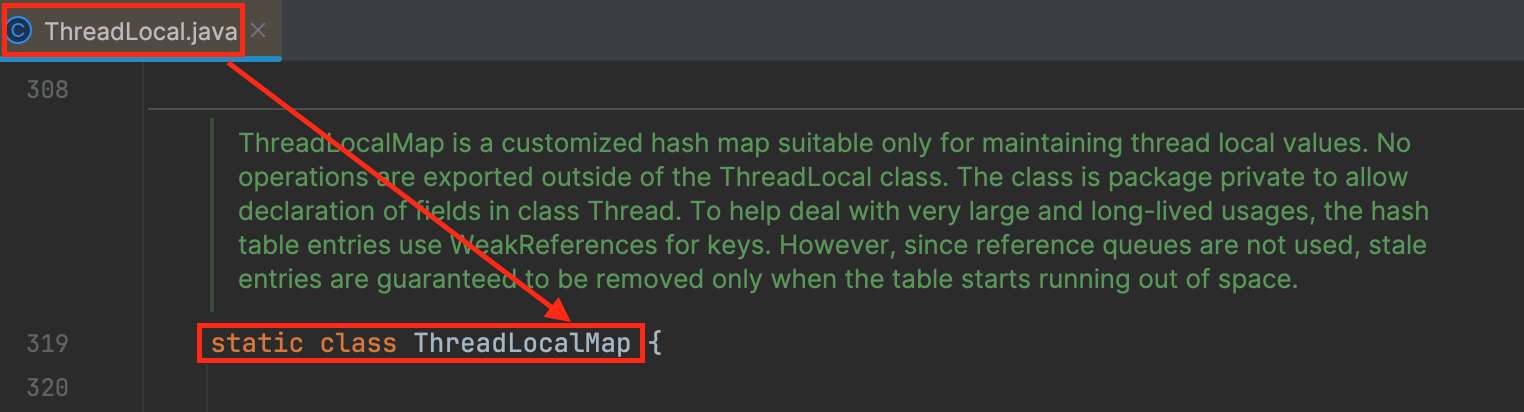 ThreadLocal.java
308
ThreadLocalMap is a customized hash map suitable only for maintaining thread local values. No
operations are exported outside of the ThreadLocal class. The class is package private to allow
declaration of fields in class Thread. To help deal with very large and long-lived usages, the hash
table entries use WeakReferences for keys. However, since reference queues are not used, stale
entries are guaranteed to be removed only when the table starts running out of space.
319 static class ThreadLocalMap {
320